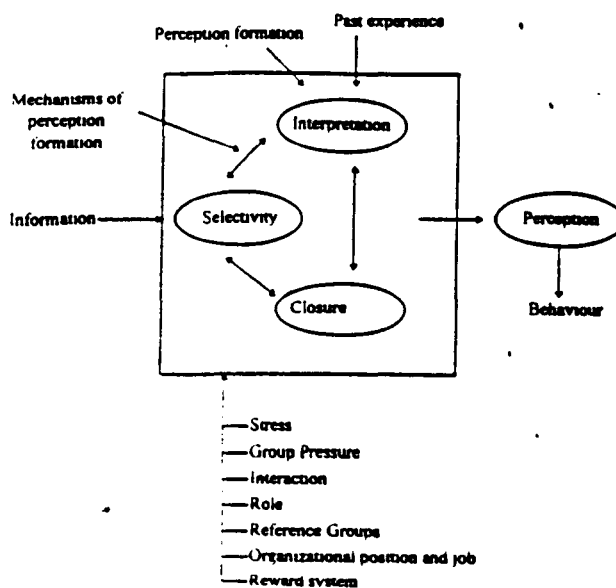 Perception formation
Past experience
Mechanisms of
perception
formation
Interpretation
Information
Selectivity
Perception
Closure
Behaviour
Stress
Group Pressure
Interaction
Role
Reference Groups
Organizational position and job
Reward system